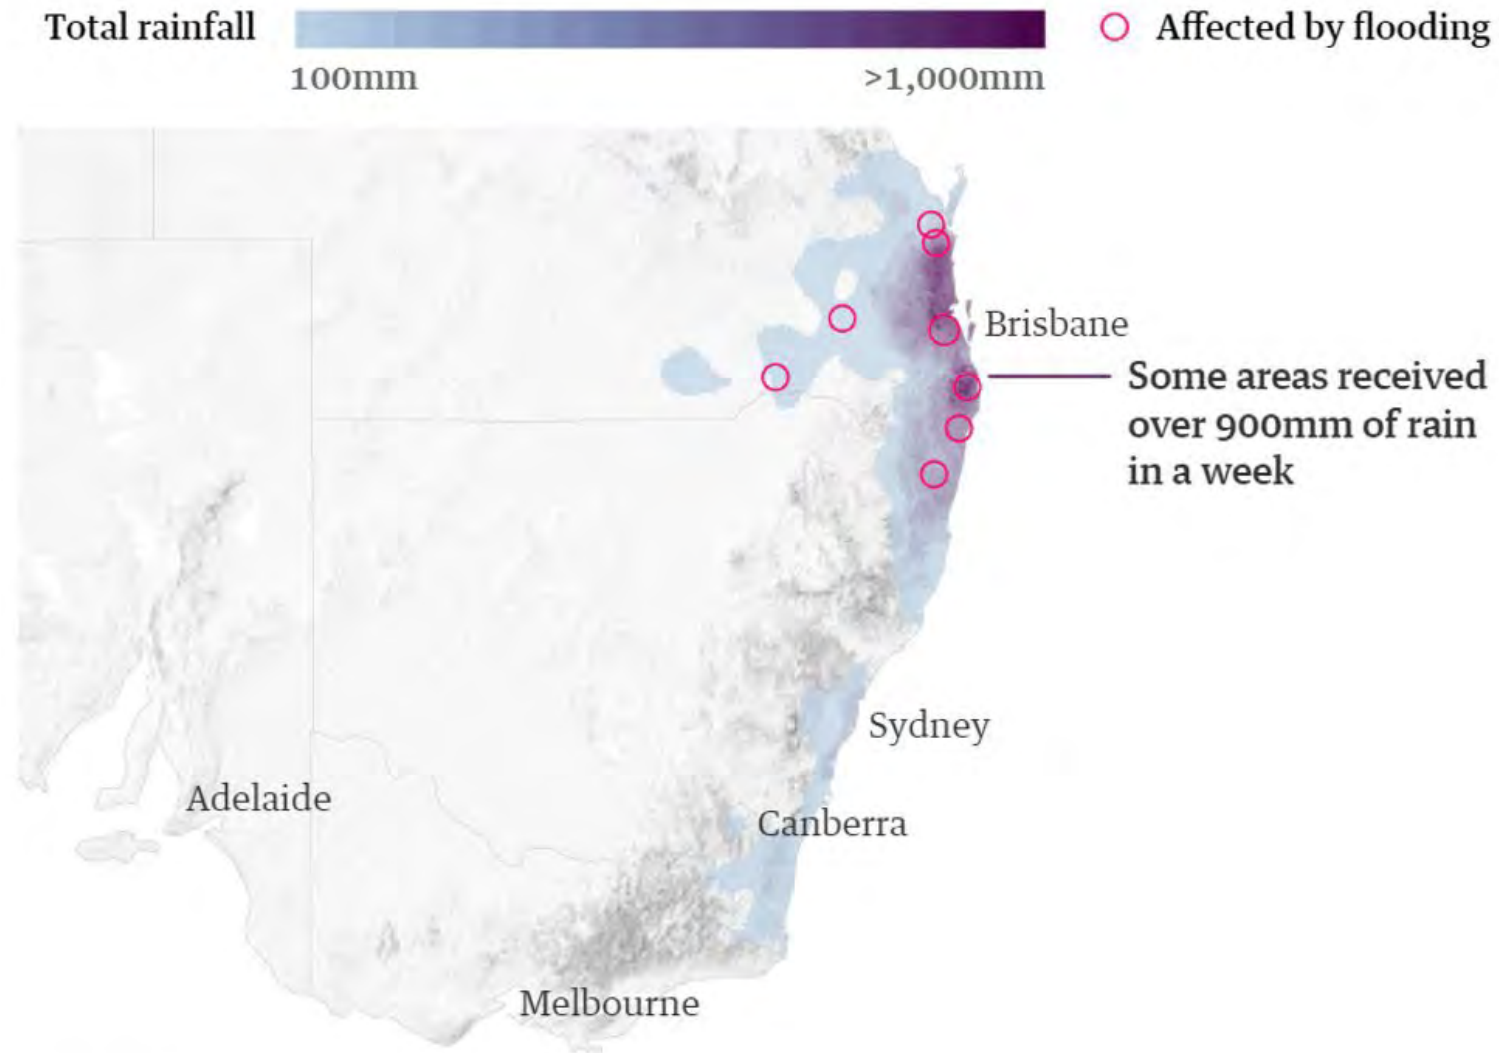 Total rainfall
100mm
>1,000mm
Affected by flooding
Brisbane
Some areas received
over 900mm of rain
in a week
Sydney
Adelaide
Canberra
Melbourne